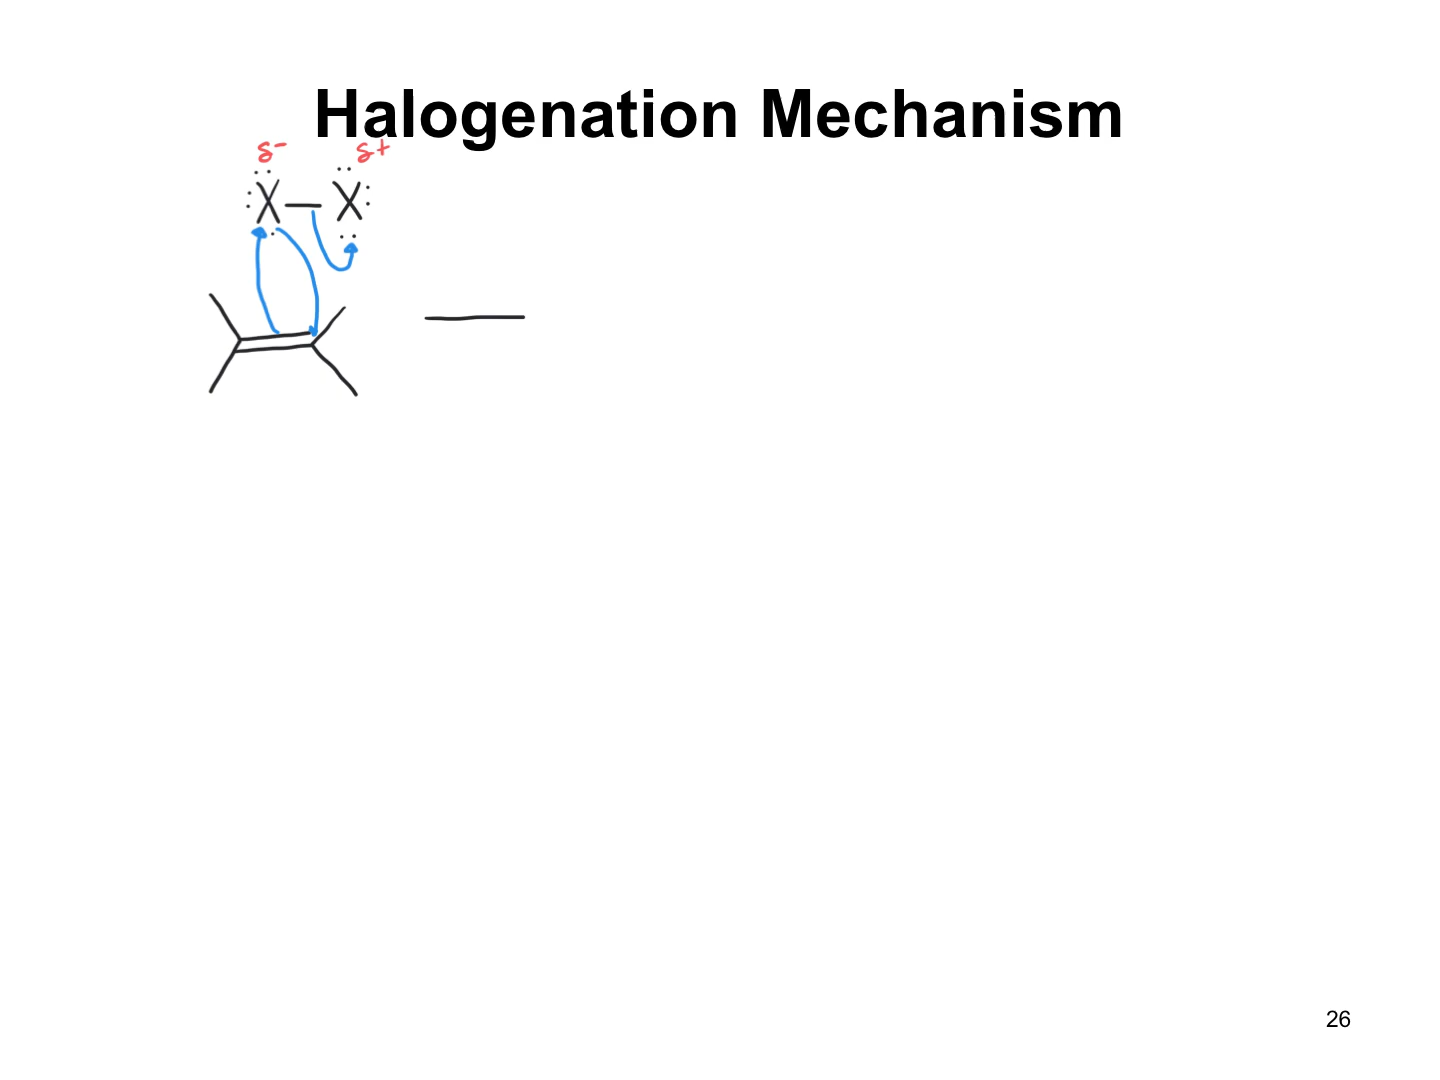 Halogenation Mechanism
δ- δ+
X — X
26